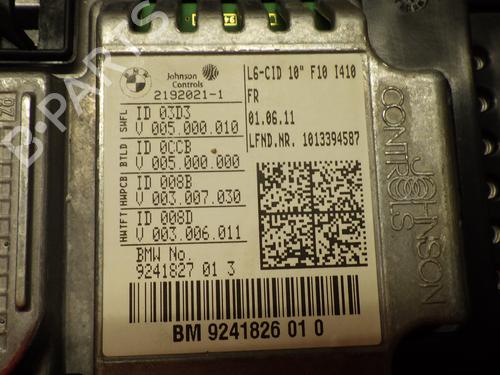 Johnson Controls
2192021-1
L6-CID 10" F10 I410
FR
01.06.11
LFND.NR. 1013394587
SWFL ID 03D3
V 005.000.010
BTLD ID 0CCB
V 005.000.000
HWPCB ID 008B
V 003.007.030
HWTFT ID 008D
V 003.006.011
BMW No.
9241827 01 3
BM 9241826 01 0
JOHNSON
CONTROLS
B-PARTS